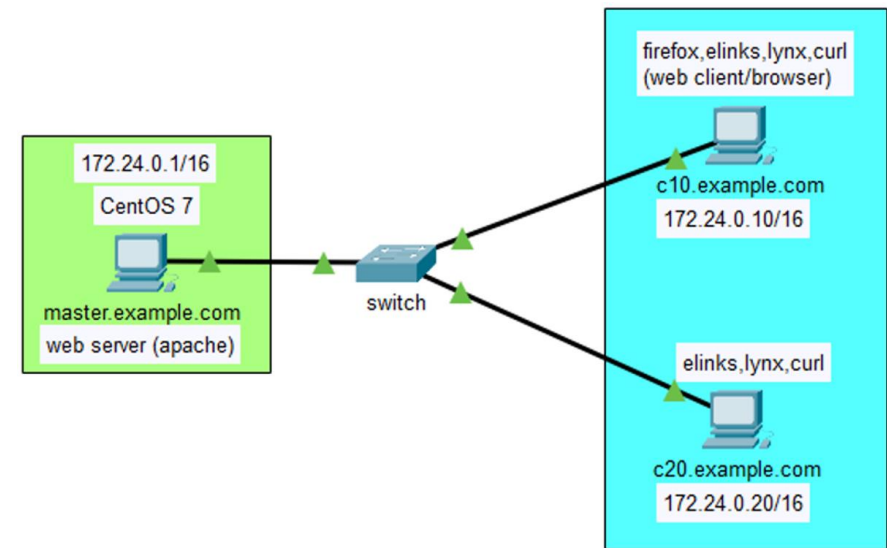 172.24.0.1/16
CentOS 7
master.example.com
web server (apache)
switch
firefox,elinks,lynx,curl
(web client/browser)
c10.example.com
172.24.0.10/16
elinks,lynx,curl
c20.example.com
172.24.0.20/16